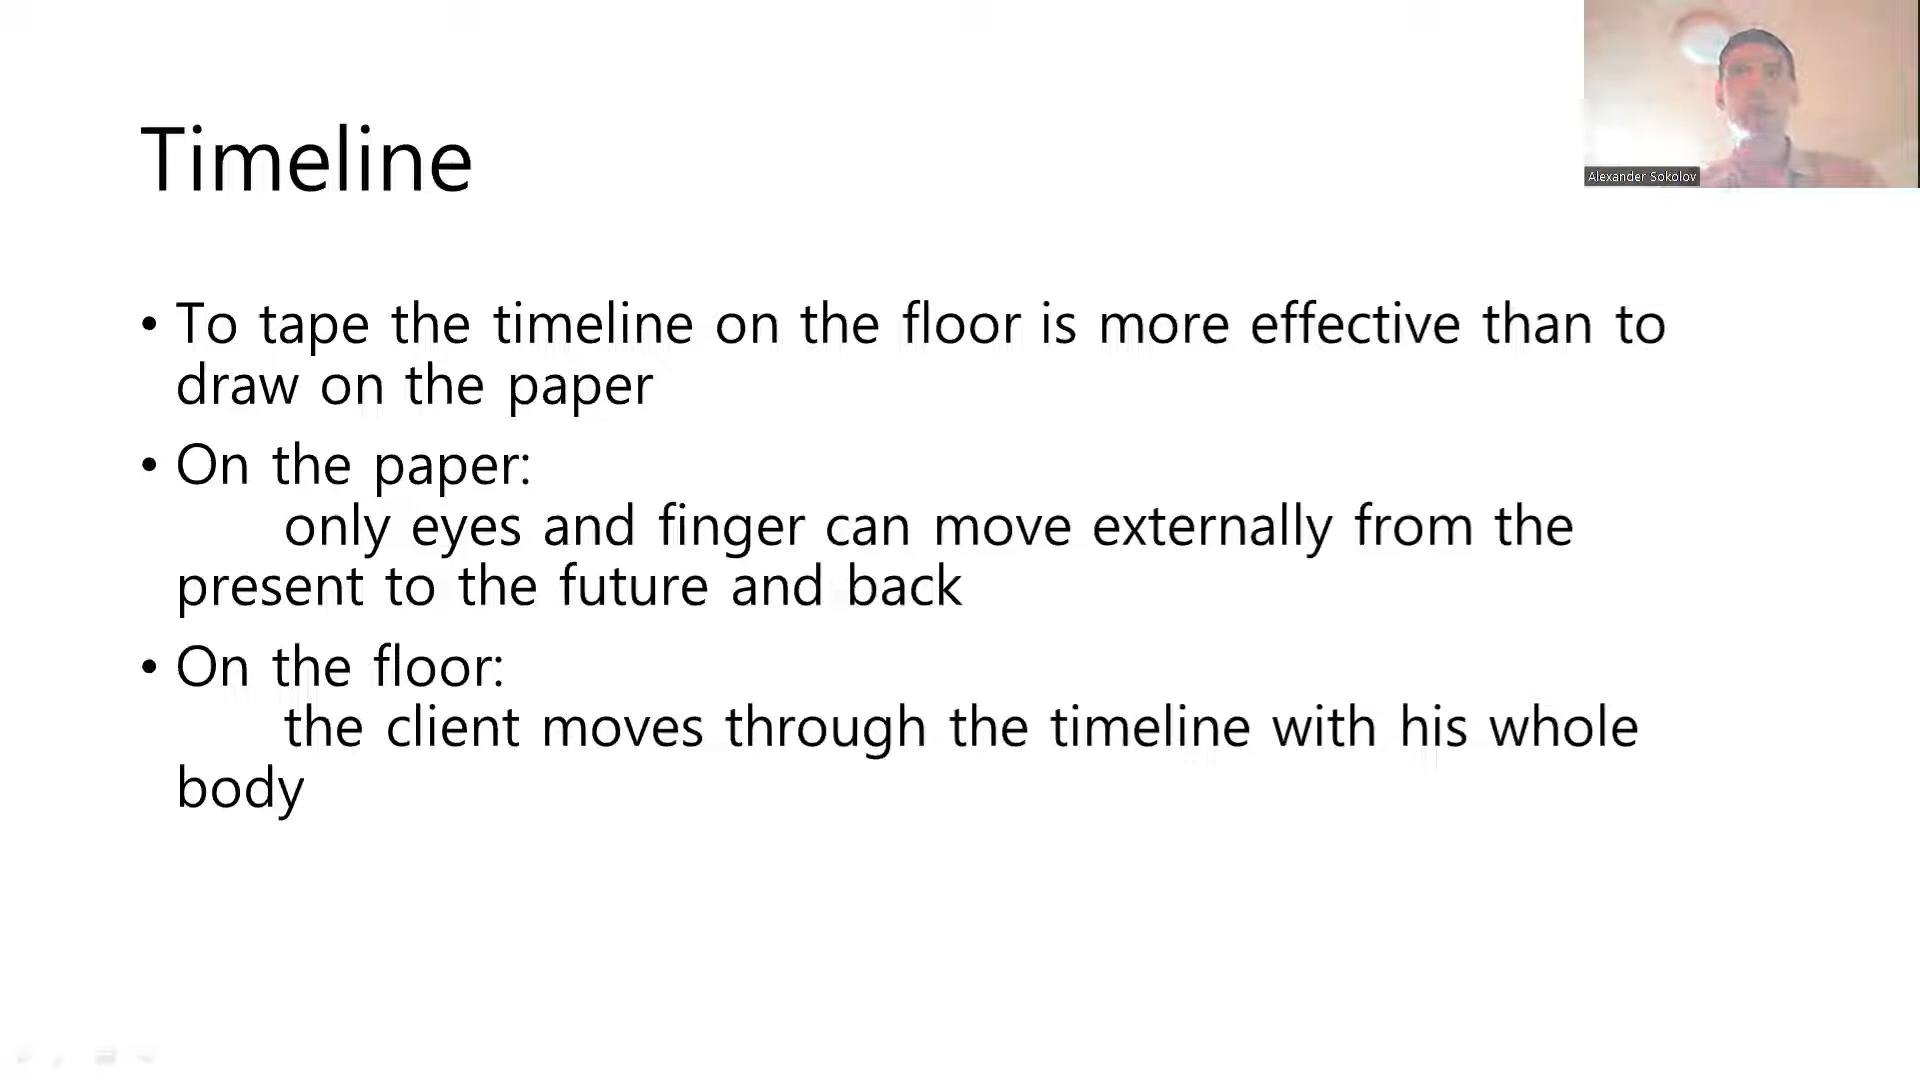 Timeline
Alexander Sokolov
• To tape the timeline on the floor is more effective than to
draw on the paper
• On the paper:
only eyes and finger can move externally from the
present to the future and back
• On the floor:
the client moves through the timeline with his whole
body